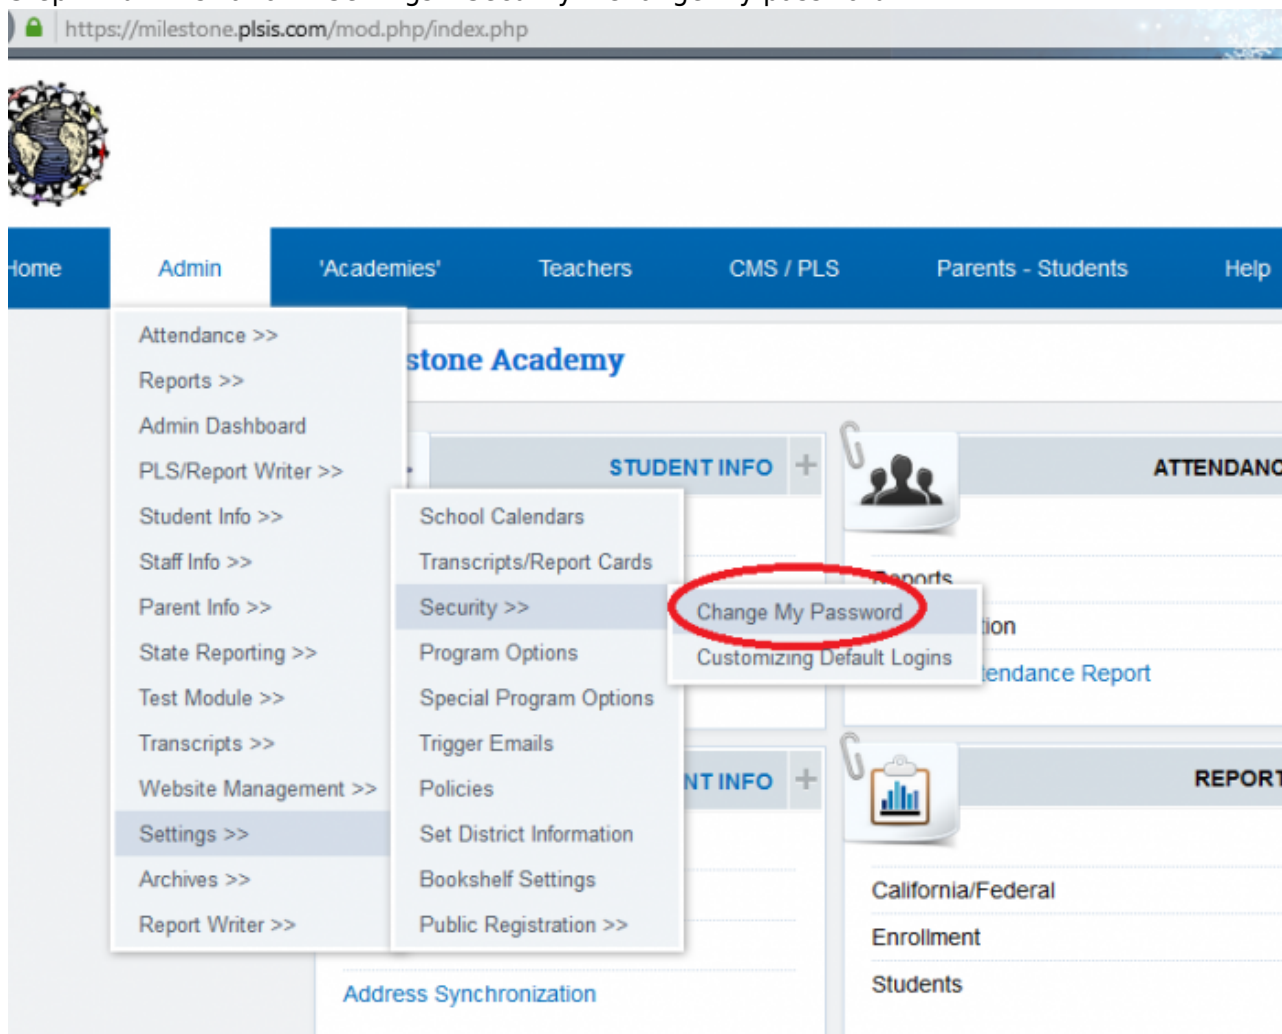 https://milestone.plsis.com/mod.php/index.php
Home Admin 'Academies' Teachers CMS / PLS Parents - Students Help
stone Academy
Attendance >>
Reports >>
Admin Dashboard
PLS/Report Writer >>
Student Info >>
Staff Info >>
Parent Info >>
State Reporting >>
Test Module >>
Transcripts >>
Website Management >>
Settings >>
Archives >>
Report Writer >>
School Calendars
Transcripts/Report Cards
Security >>
Program Options
Special Program Options
Trigger Emails
Policies
Set District Information
Bookshelf Settings
Public Registration >>
Change My Password
Customizing Default Logins
STUDENT INFO +
ATTENDANC
Reports
tion
tendance Report
NT INFO +
REPORT
California/Federal
Enrollment
Students
Address Synchronization